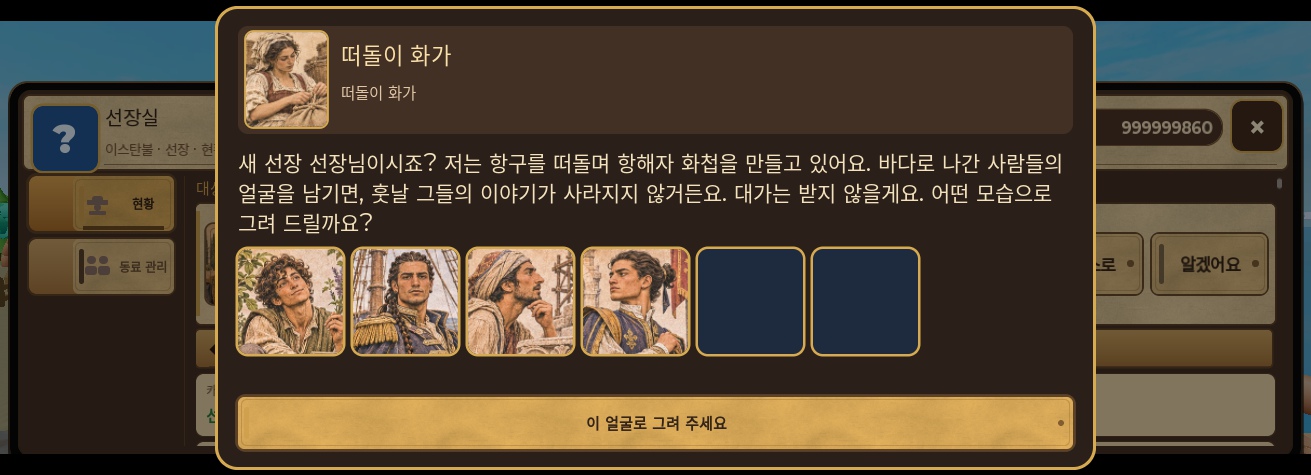 떠돌이 화가
떠돌이 화가
새 선장 선장님이시죠? 저는 항구를 떠돌며 항해자 화첩을 만들고 있어요. 바다로 나간 사람들의
얼굴을 남기면, 훗날 그들의 이야기가 사라지지 않거든요. 대가는 받지 않을게요. 어떤 모습으로
그려 드릴까요?
이 얼굴로 그려 주세요
?
선장실
이스탄불 · 선장 · 현
999999860
×
현황
동료 관리
알겠어요